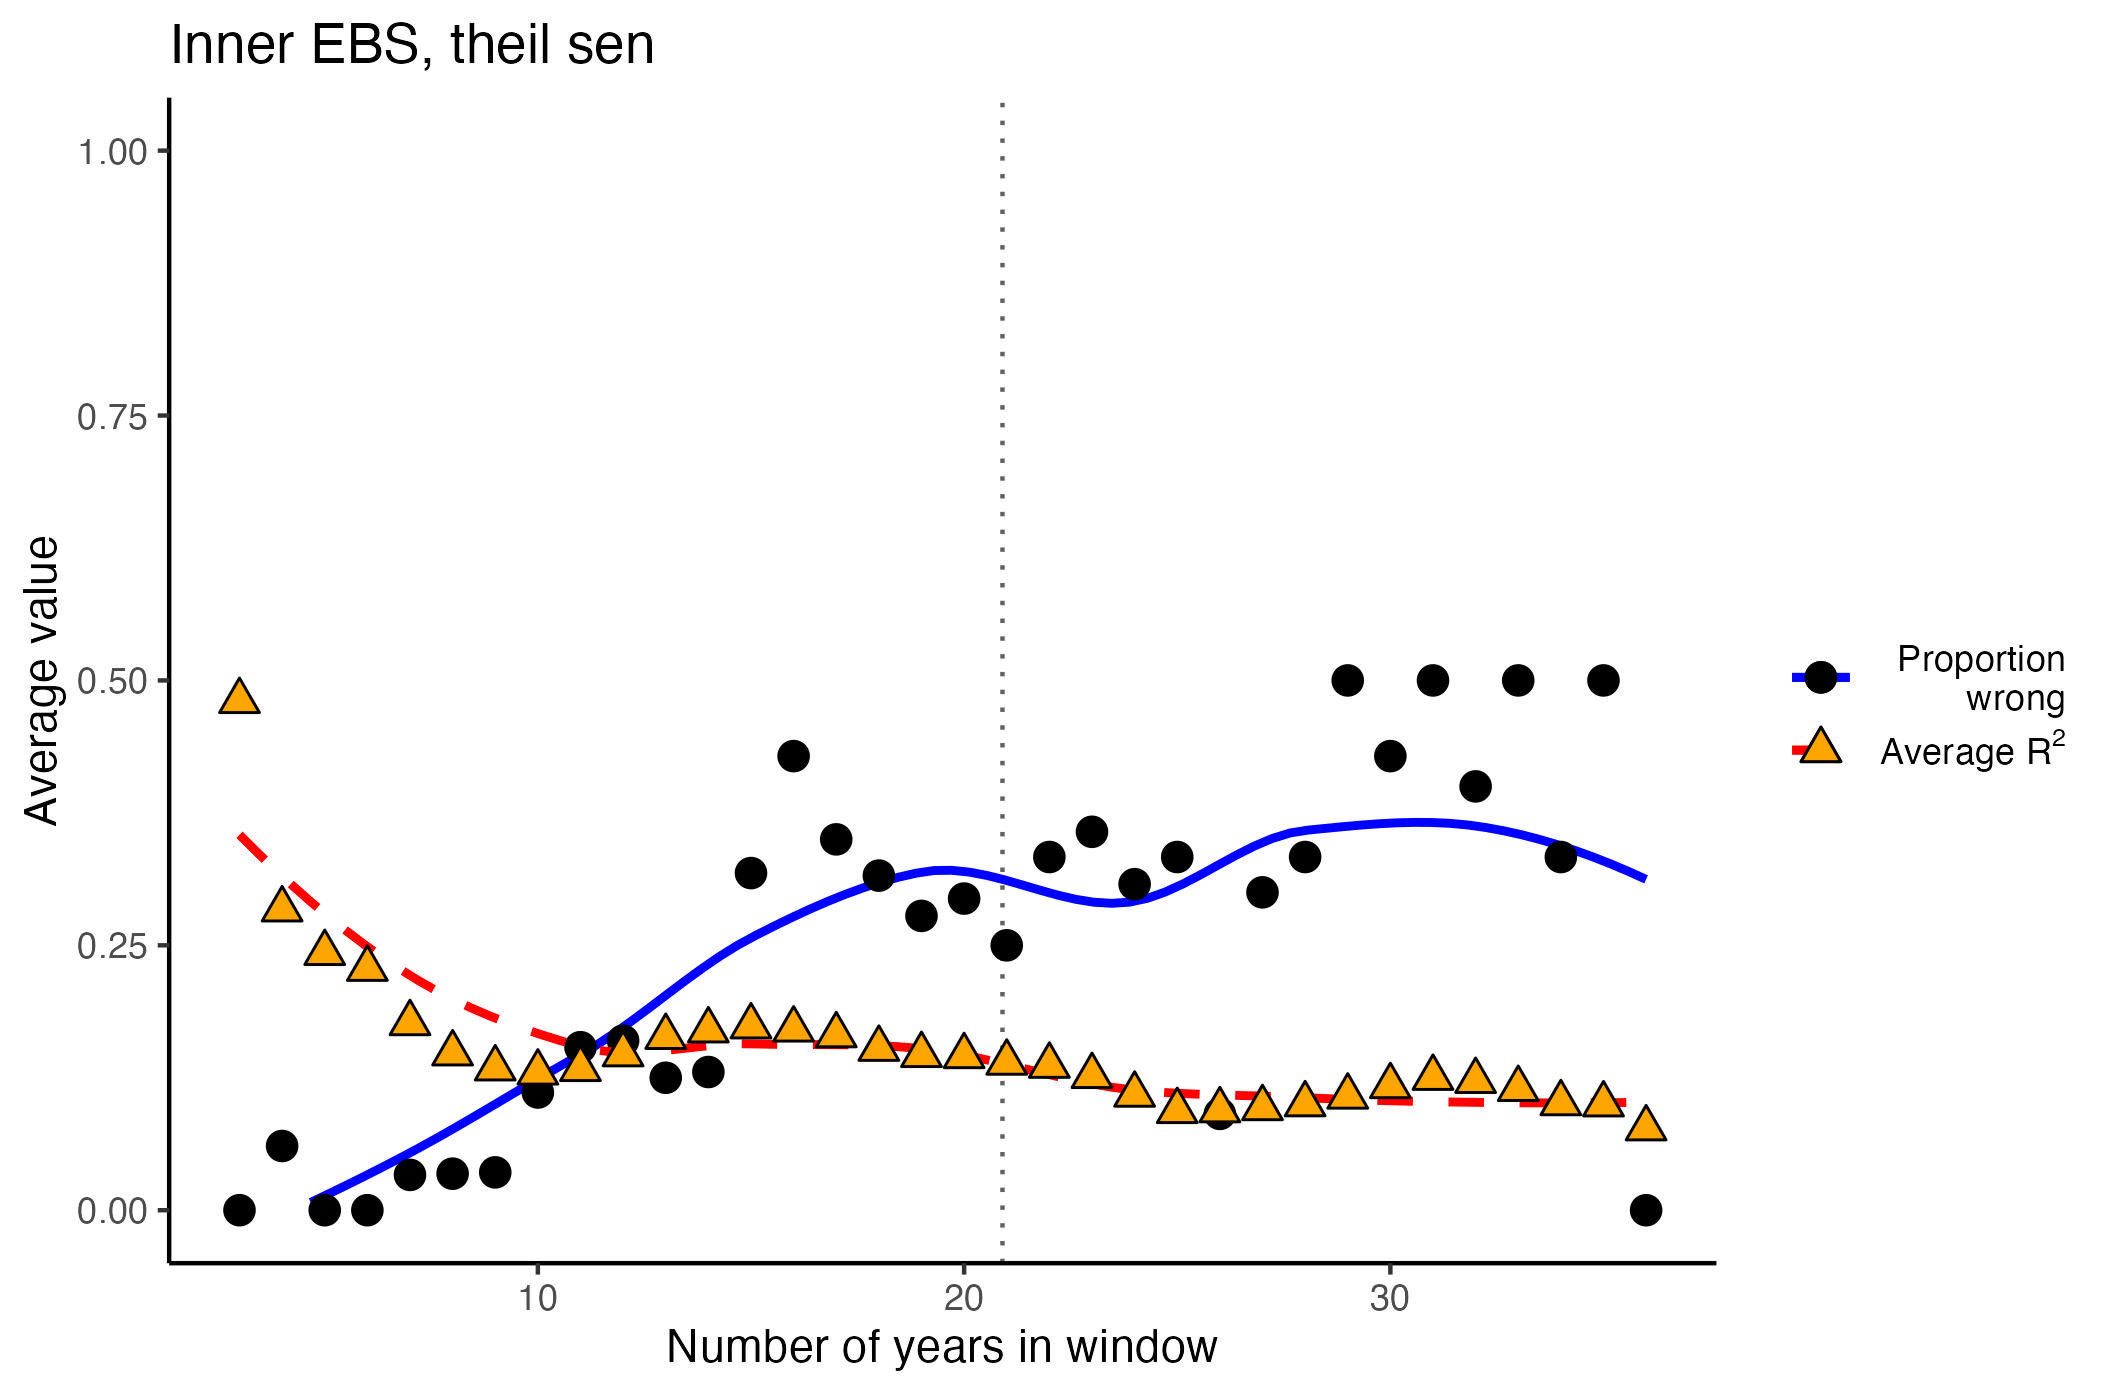 Inner EBS, theil sen
1.00
0.75
0.50
0.25
0.00
Average value
10 20 30
Number of years in window
Proportion
wrong
Average R²